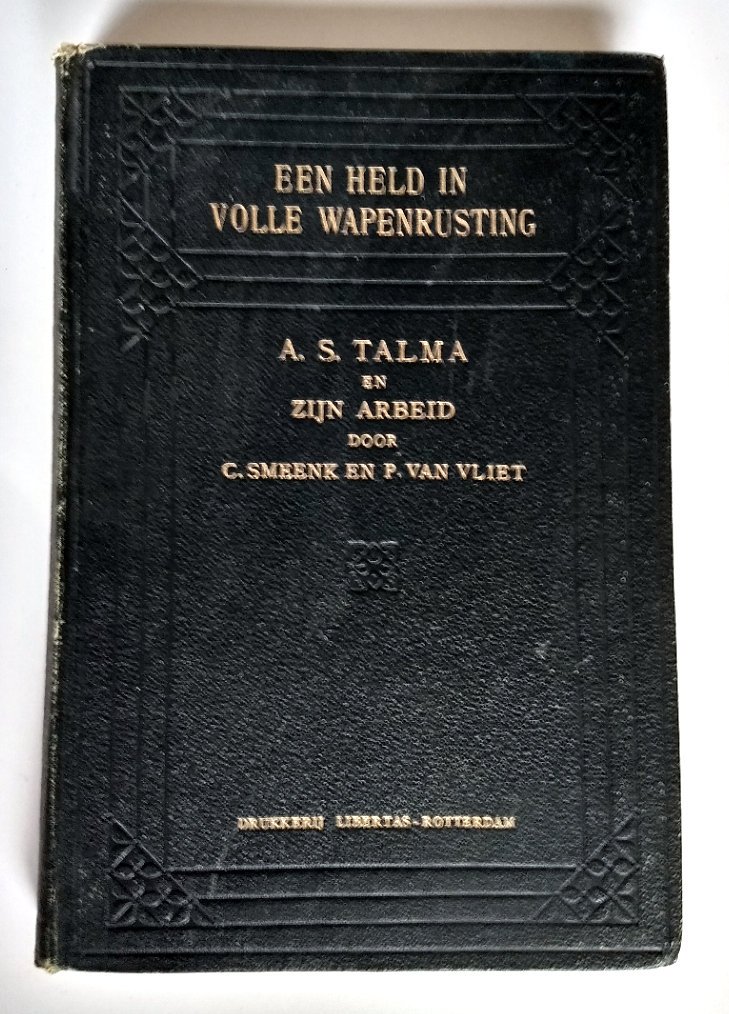 EEN HELD IN
VOLLE WAPENRUSTING
A. S. TALMA
EN
ZIJN ARBEID
DOOR
C. SMEENK EN P. VAN VLIET
DRUKKERIJ LIBERTAS-ROTTERDAM